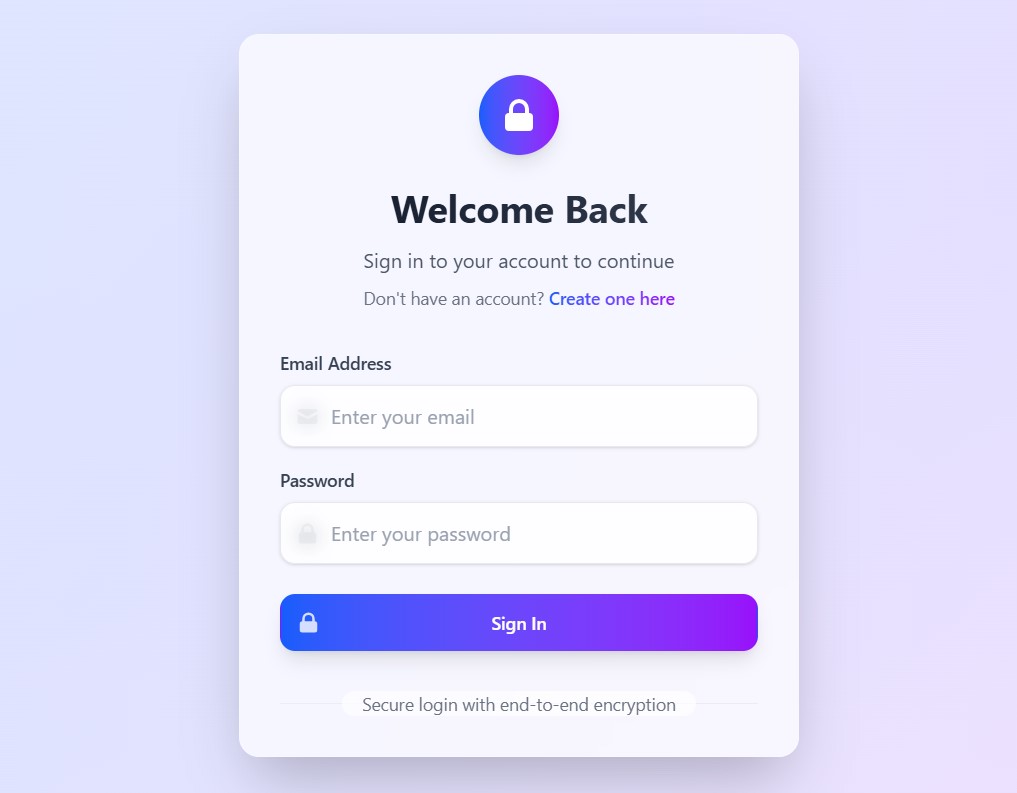 Welcome Back
Sign in to your account to continue
Don't have an account? Create one here
Email Address
Enter your email
Password
Enter your password
Sign In
Secure login with end-to-end encryption